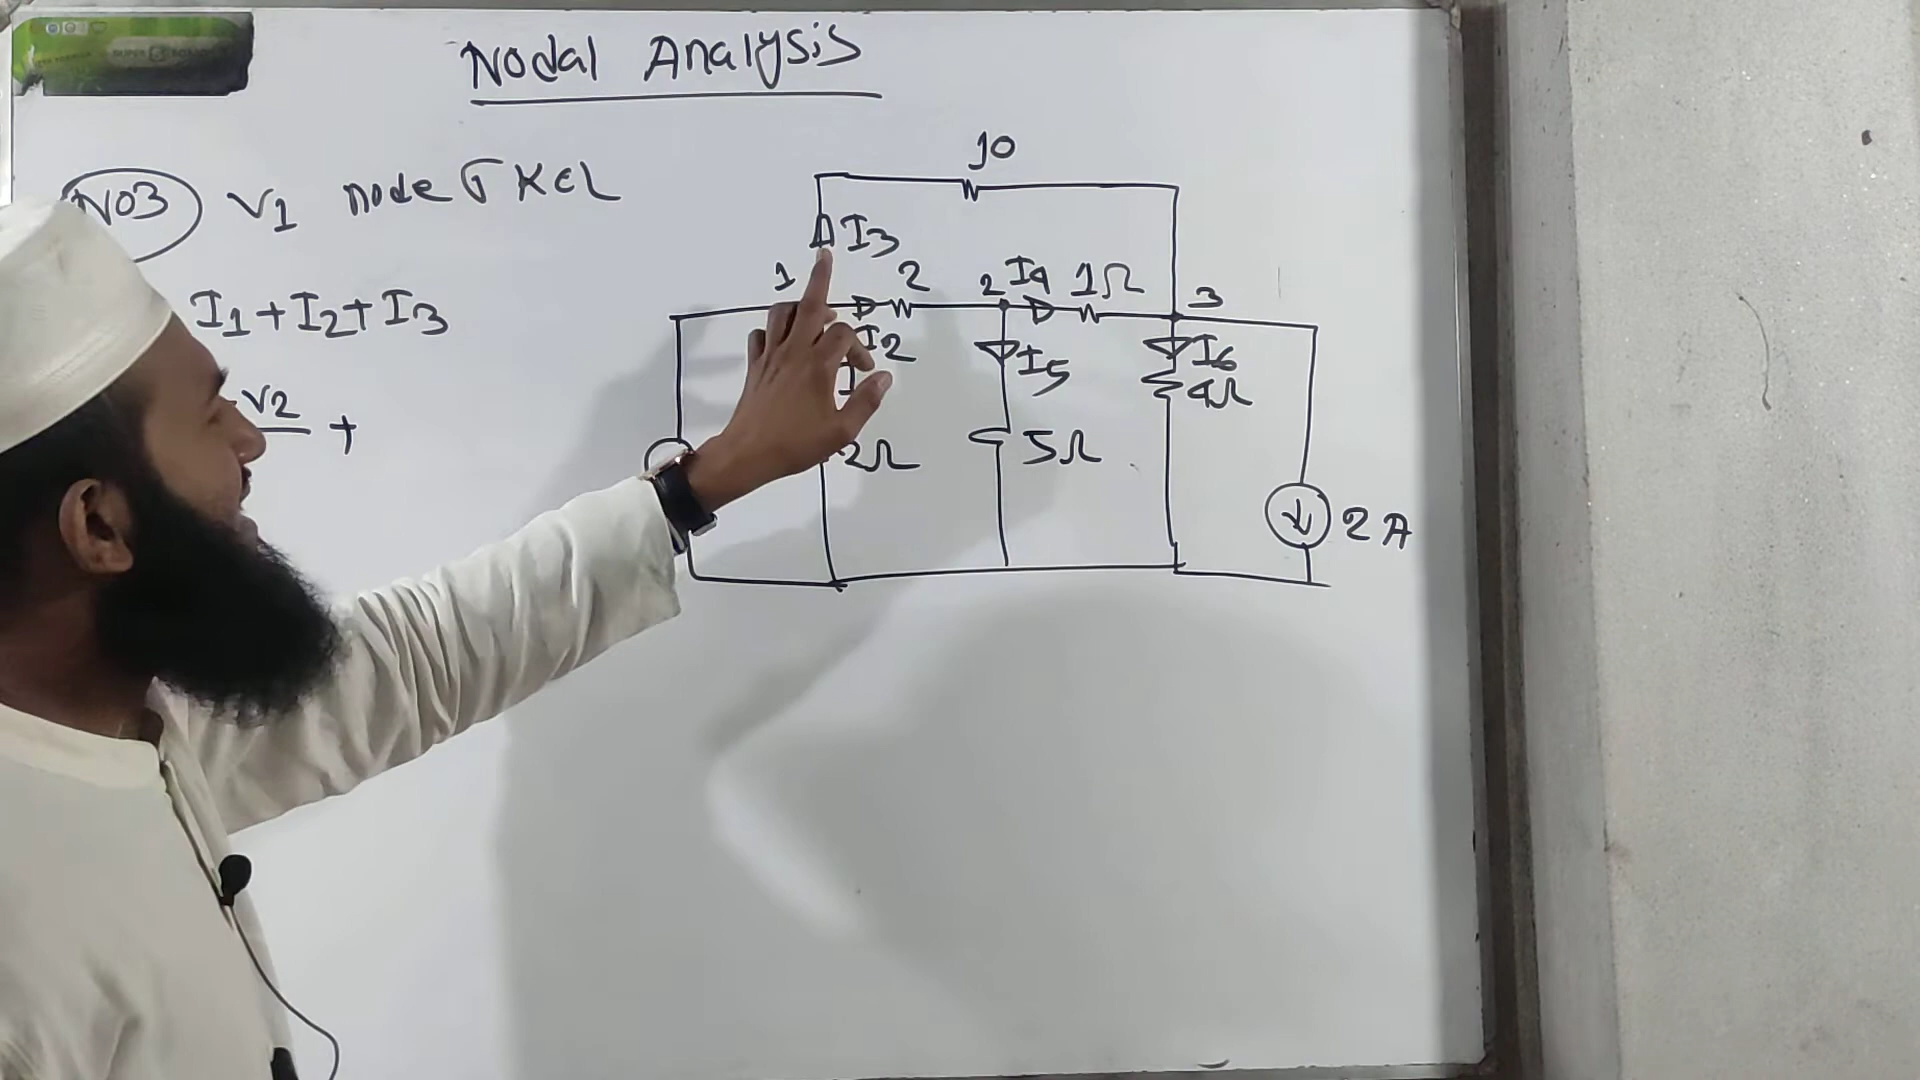 Nodal Analysis
NO3 V1 node KCL
I1 + I2 + I3
V2 +
10
I3
1 2 2 I4 1Ω 3
I2 I5 I6
4Ω
2Ω 5Ω
2 A